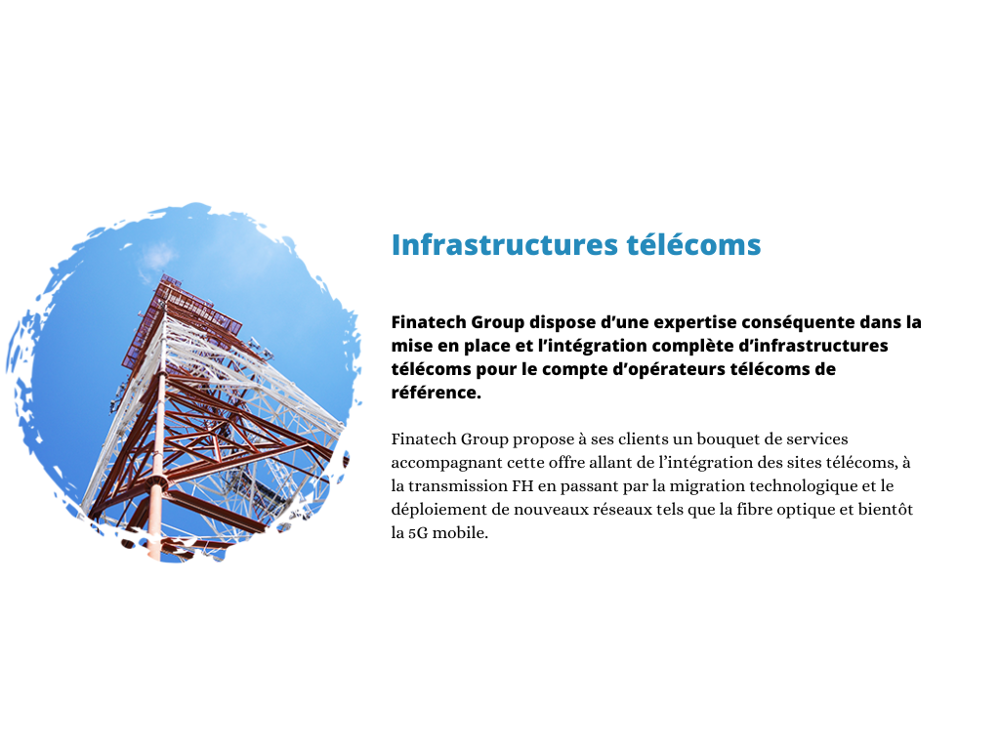 Infrastructures télécoms
Finatech Group dispose d’une expertise conséquente dans la
mise en place et l’intégration complète d’infrastructures
télécoms pour le compte d’opérateurs télécoms de
référence.
Finatech Group propose à ses clients un bouquet de services
accompagnant cette offre allant de l’intégration des sites télécoms, à
la transmission FH en passant par la migration technologique et le
déploiement de nouveaux réseaux tels que la fibre optique et bientôt
la 5G mobile.